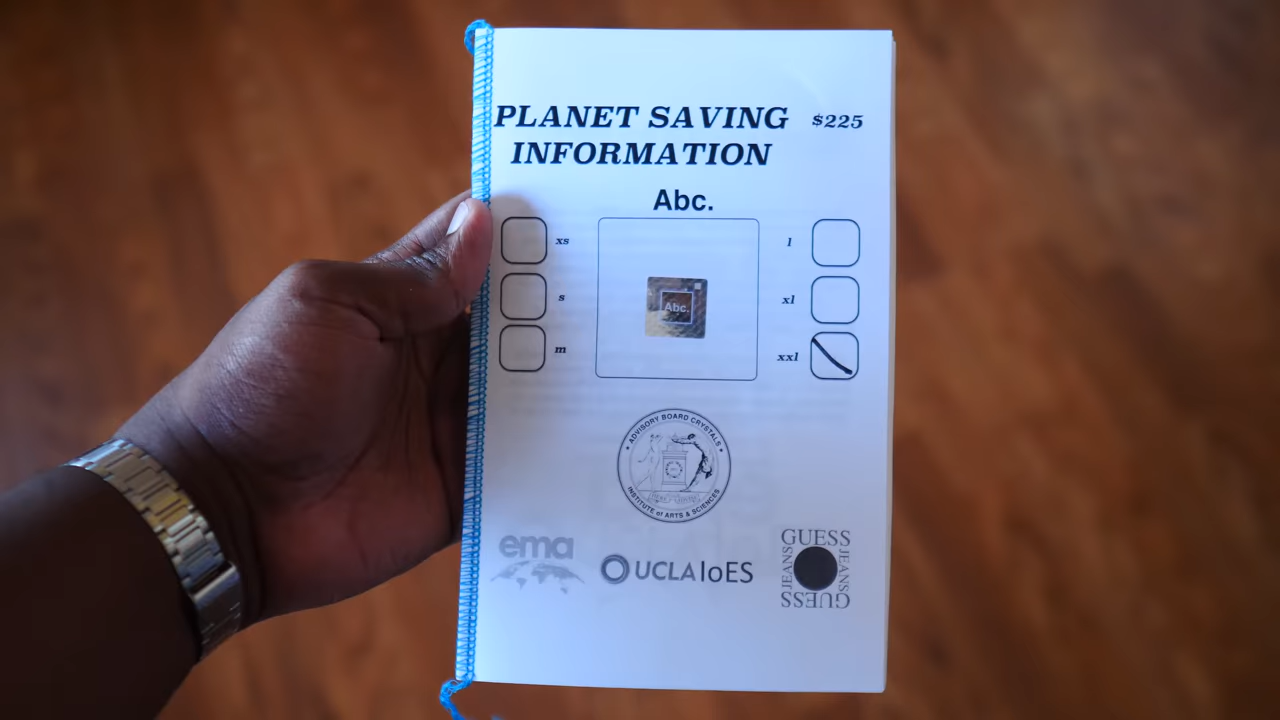 PLANET SAVING $225
INFORMATION
Abc.
xs
l
Abc.
s
xl
m
xxl
ADVISORY BOARD CRYSTALS
INSTITUTE of ARTS & SCIENCES
ema
UCLA IoES
GUESS
JEANS
JEANS
GUESS